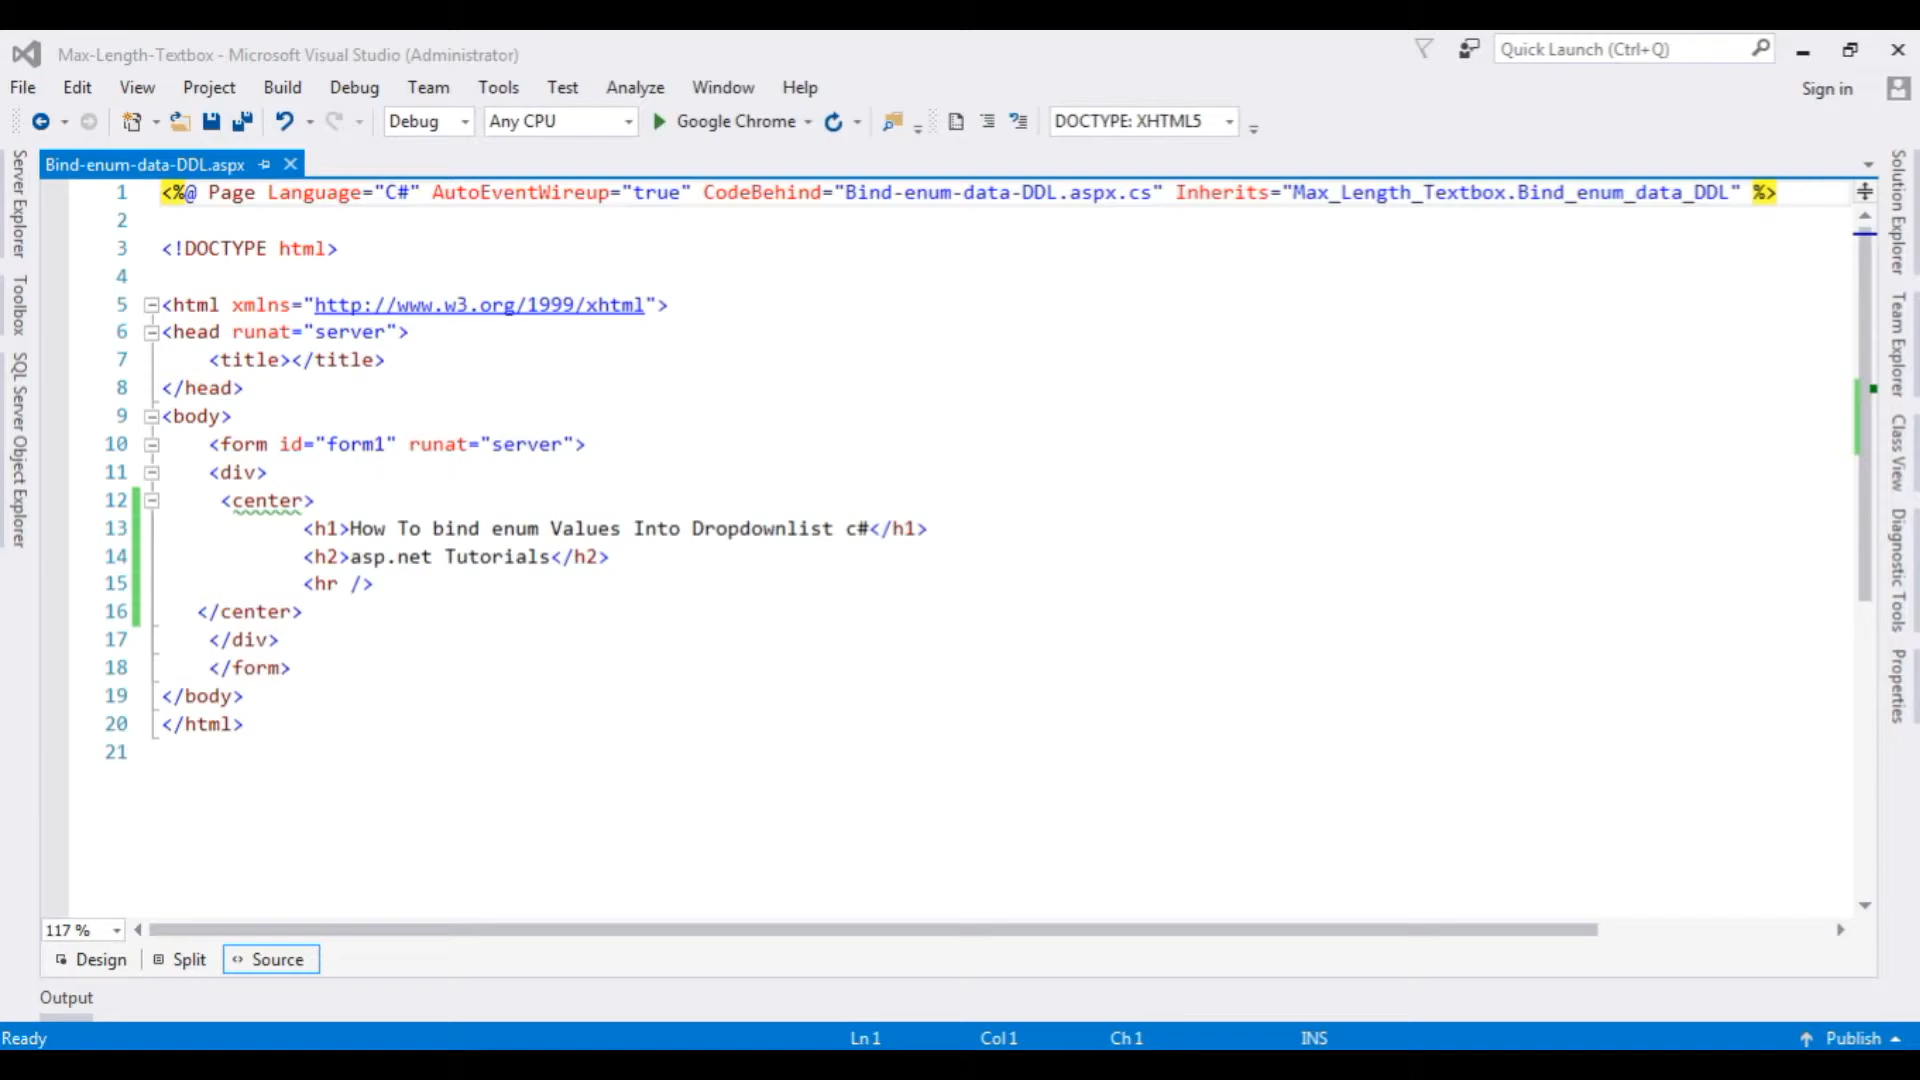 Max-Length-Textbox - Microsoft Visual Studio (Administrator)
Quick Launch (Ctrl+Q)
File Edit View Project Build Debug Team Tools Test Analyze Window Help
Sign in
Debug Any CPU Google Chrome DOCTYPE: XHTML5
Bind-enum-data-DDL.aspx
Server Explorer
Toolbox
SQL Server Object Explorer
1 <%@ Page Language="C#" AutoEventWireup="true" CodeBehind="Bind-enum-data-DDL.aspx.cs" Inherits="Max_Length_Textbox.Bind_enum_data_DDL" %>
2
3 <!DOCTYPE html>
4
5 <html xmlns="http://www.w3.org/1999/xhtml">
6 <head runat="server">
7 <title></title>
8 </head>
9 <body>
10 <form id="form1" runat="server">
11 <div>
12 <center>
13 <h1>How To bind enum Values Into Dropdownlist c#</h1>
14 <h2>asp.net Tutorials</h2>
15 <hr />
16 </center>
17 </div>
18 </form>
19 </body>
20 </html>
21
Solution Explorer
Team Explorer
Class View
Diagnostic Tools
Properties
117 %
Design Split Source
Output
Ready Ln 1 Col 1 Ch 1 INS Publish